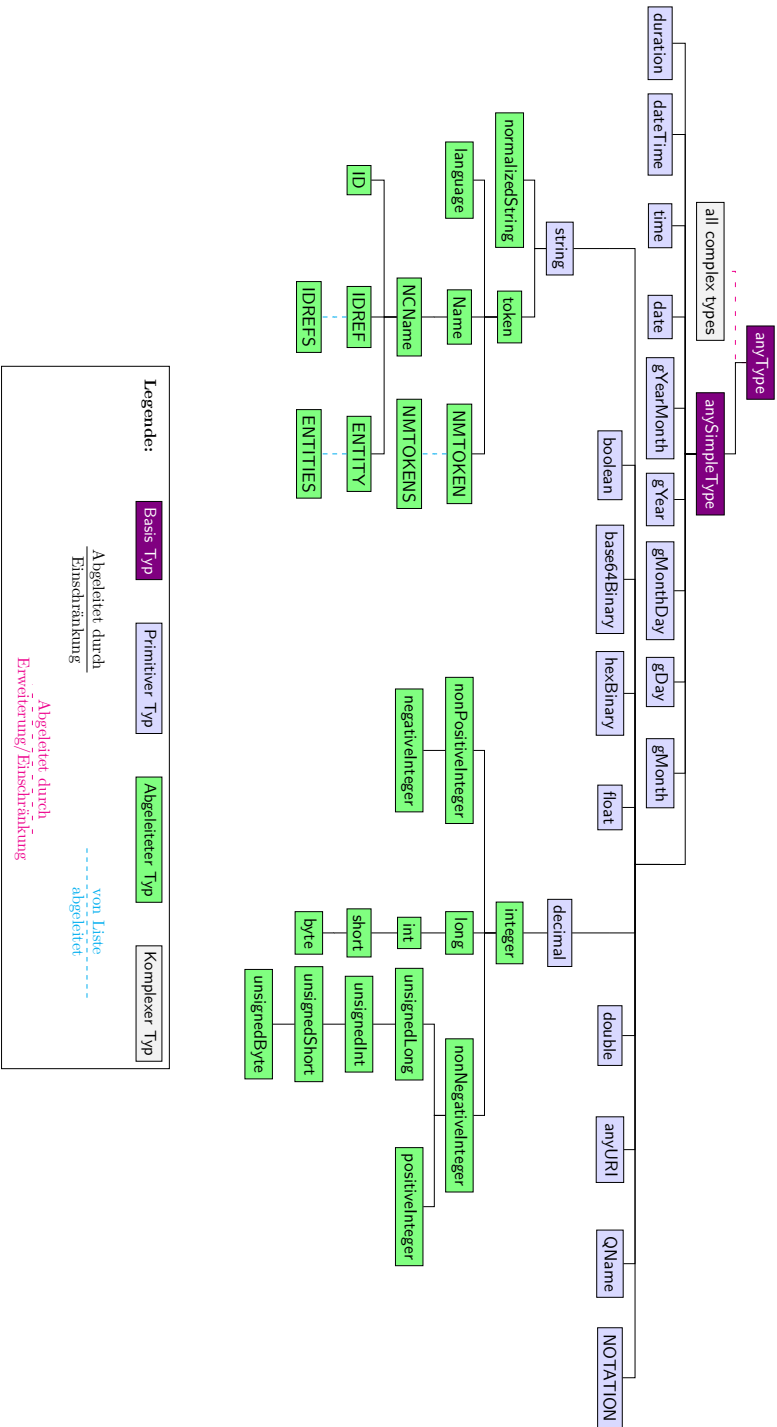 anyType
all complex types
anySimpleType
duration
dateTime
time
date
gYearMonth
gYear
gMonthDay
gDay
gMonth
boolean
base64Binary
hexBinary
float
double
anyURI
QName
NOTATION
string
decimal
normalizedString
token
integer
language
Name
NMTOKEN
nonPositiveInteger
long
nonNegativeInteger
NCName
NMTOKENS
negativeInteger
int
unsignedLong
positiveInteger
ID
IDREF
ENTITY
short
unsignedInt
IDREFS
ENTITIES
byte
unsignedShort
unsignedByte
Legende:
Basis Typ
Primitiver Typ
Abgeleiteter Typ
Komplexer Typ
Abgeleitet durch
Einschränkung
von Liste
abgeleitet
Abgeleitet durch
Erweiterung/Einschränkung